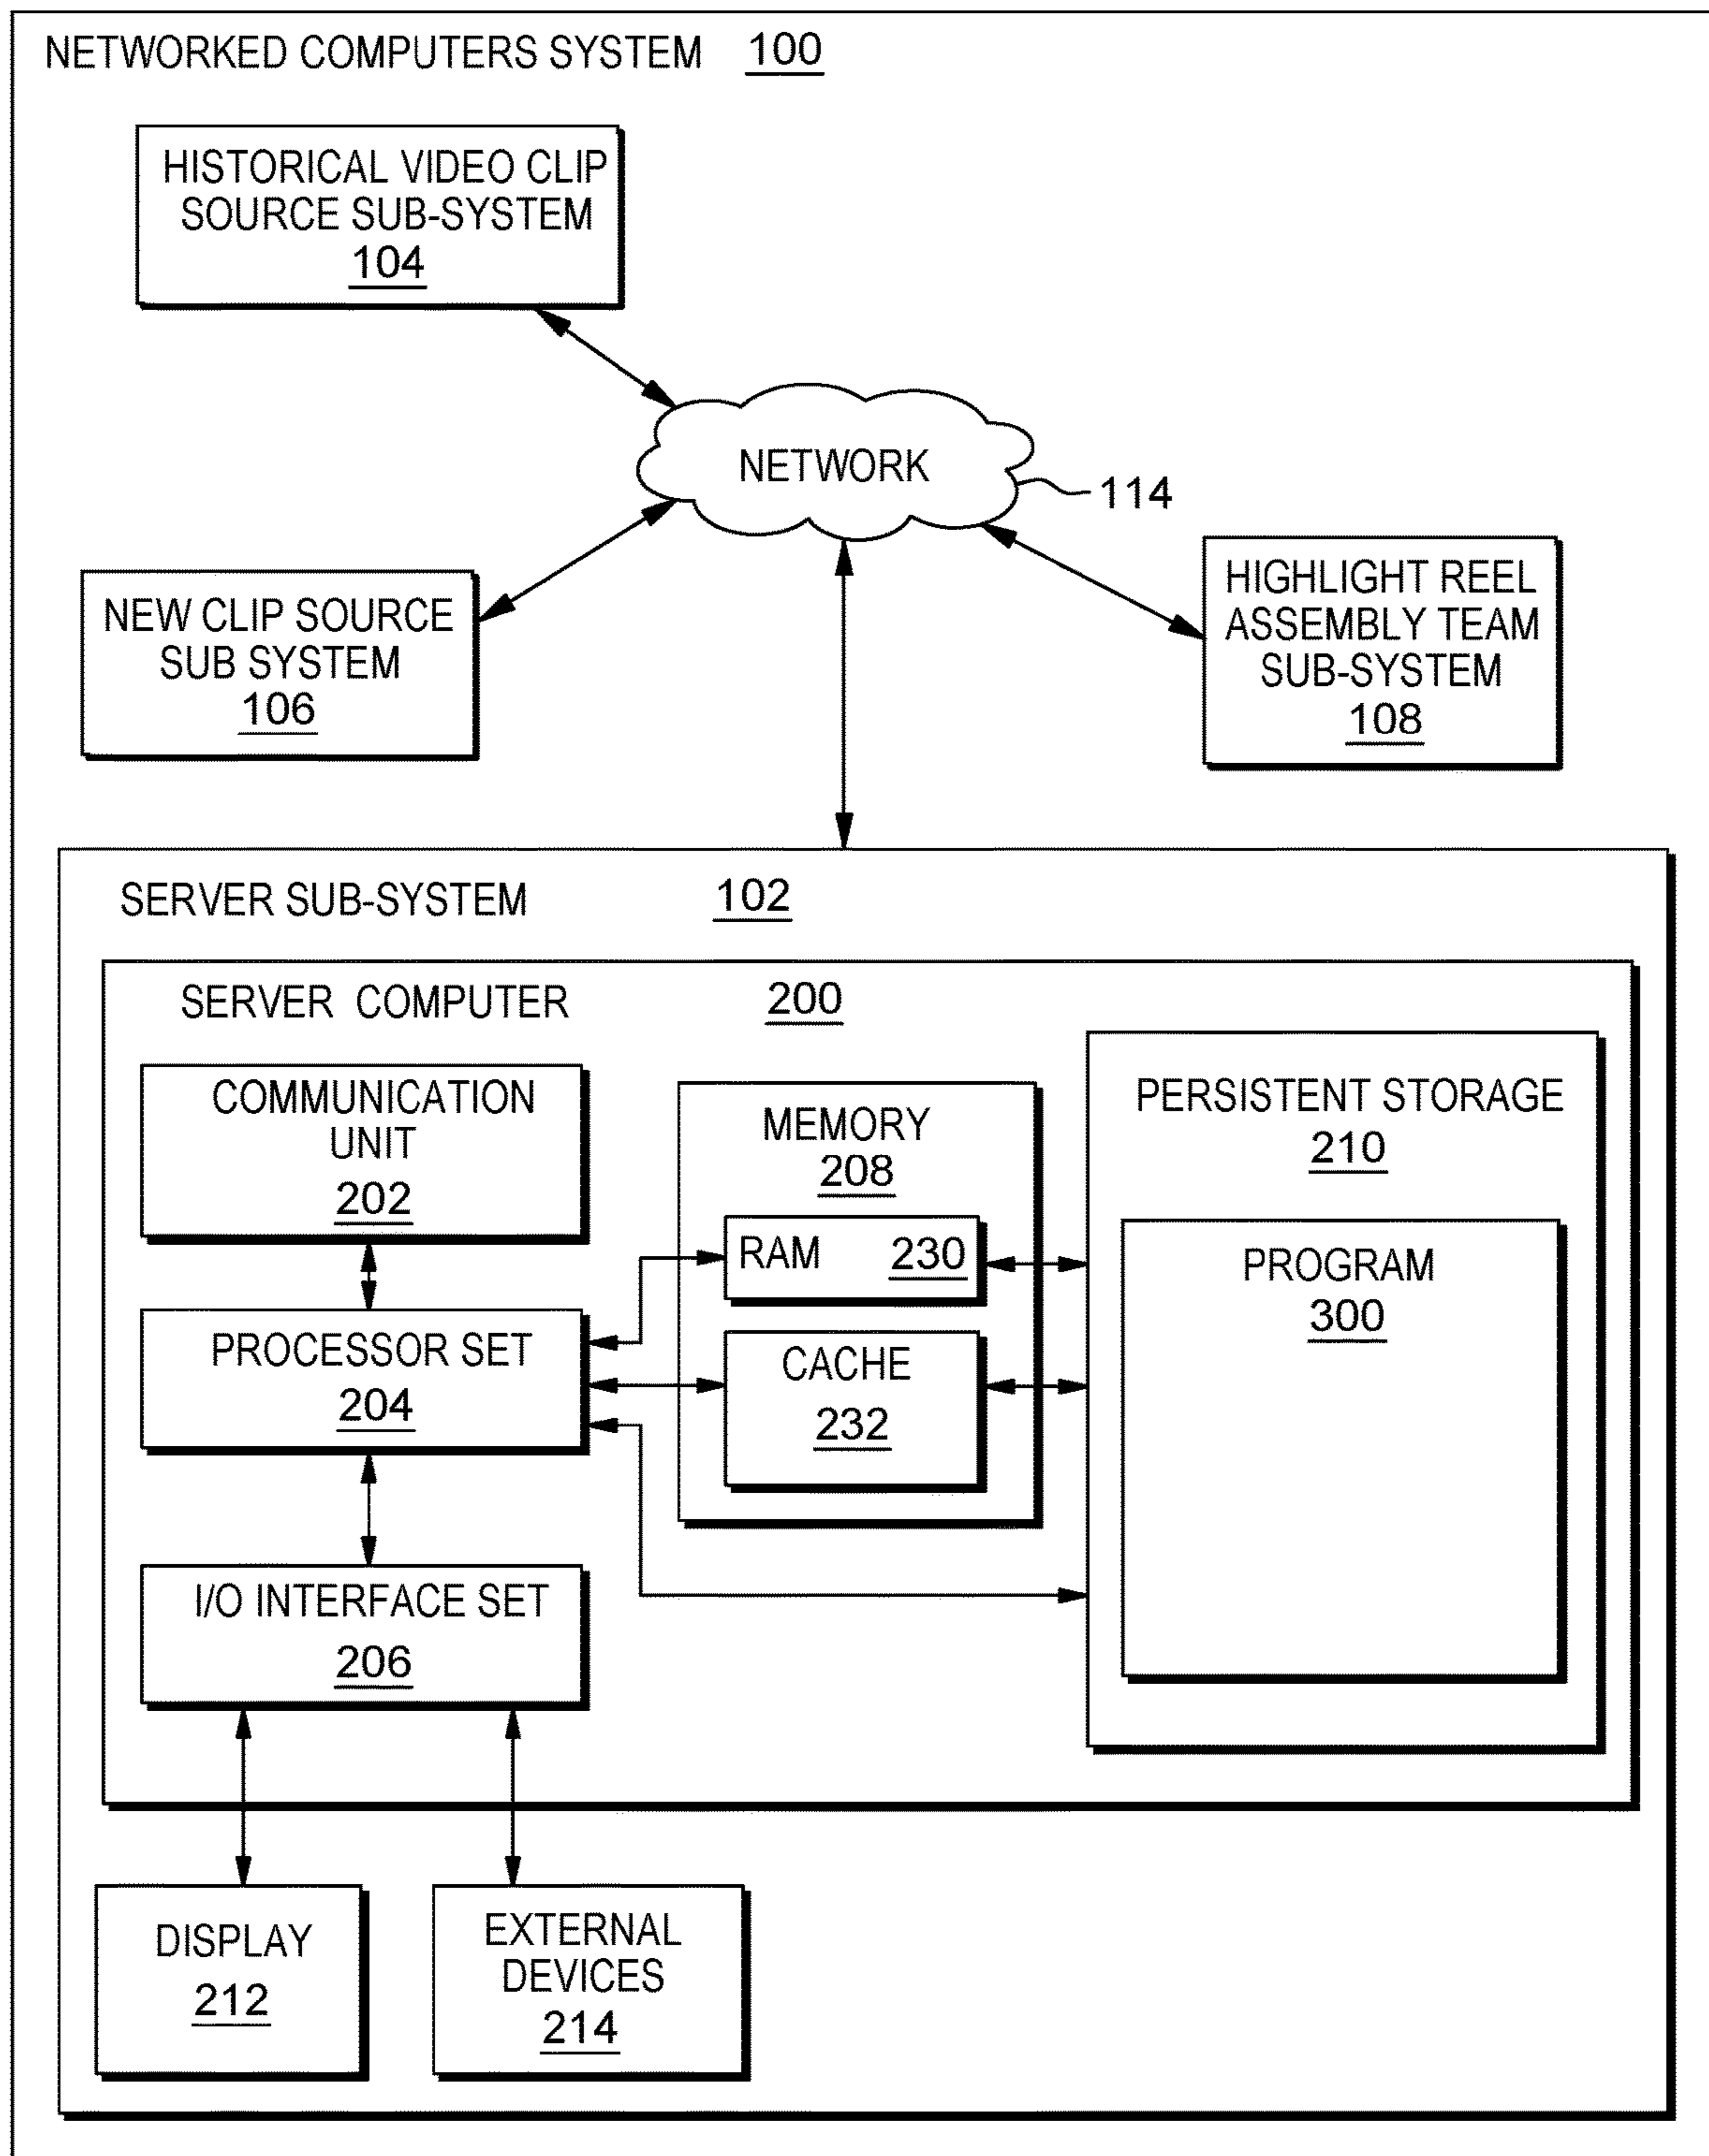 NETWORKED COMPUTERS SYSTEM 100
HISTORICAL VIDEO CLIP
SOURCE SUB-SYSTEM
104
NETWORK
114
NEW CLIP SOURCE
SUB SYSTEM
106
HIGHLIGHT REEL
ASSEMBLY TEAM
SUB-SYSTEM
108
SERVER SUB-SYSTEM 102
SERVER COMPUTER 200
COMMUNICATION
UNIT
202
PROCESSOR SET
204
I/O INTERFACE SET
206
MEMORY
208
RAM 230
CACHE
232
PERSISTENT STORAGE
210
PROGRAM
300
DISPLAY
212
EXTERNAL
DEVICES
214